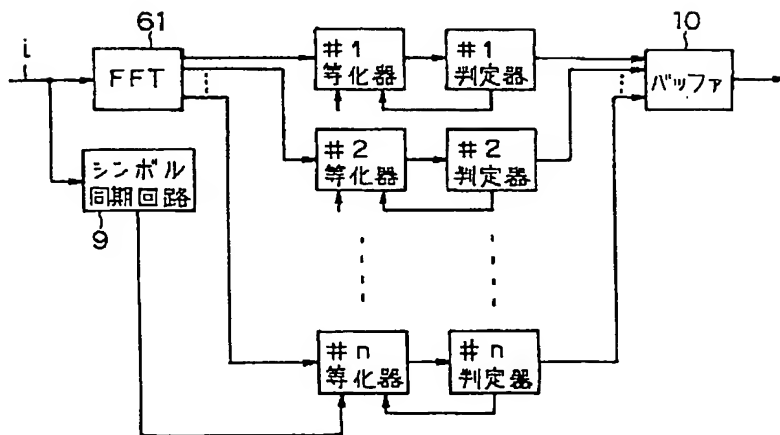 i
61
FFT
#1
等化器
#1
判定器
10
バッファ
#2
等化器
#2
判定器
シンボル
同期回路
9
#n
等化器
#n
判定器